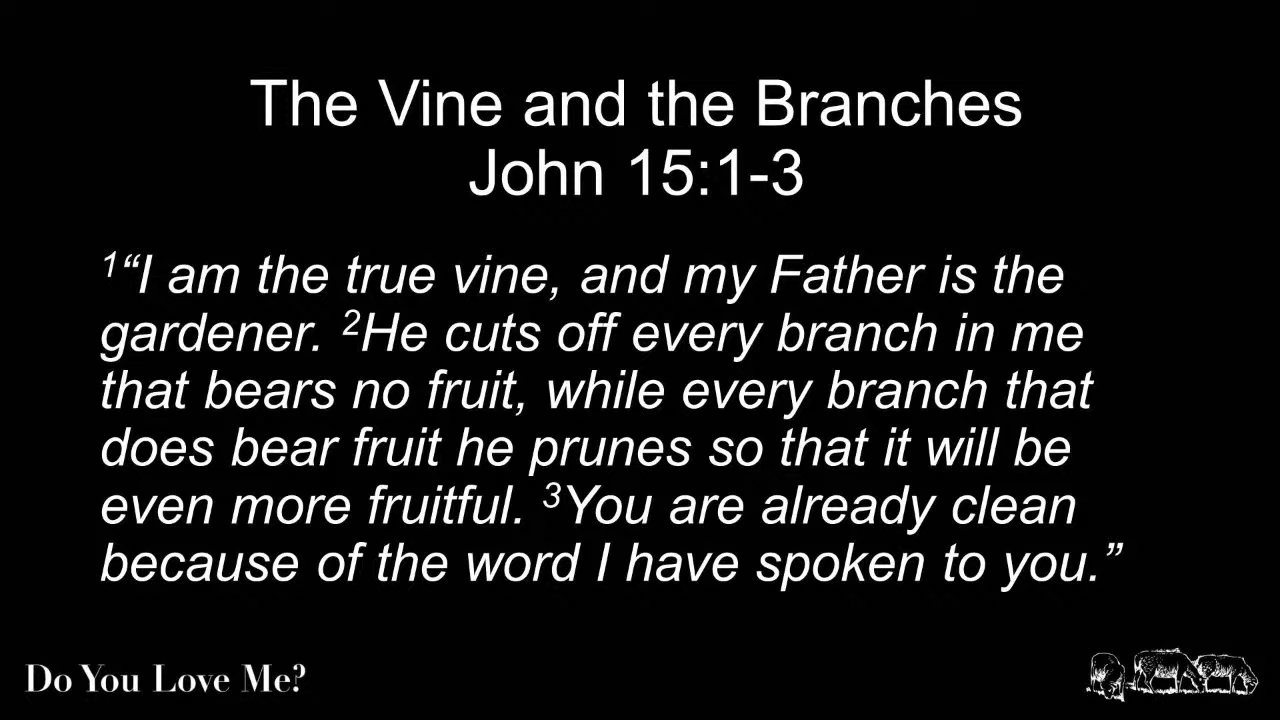 The Vine and the Branches
John 15:1-3
¹“I am the true vine, and my Father is the
gardener. ²He cuts off every branch in me
that bears no fruit, while every branch that
does bear fruit he prunes so that it will be
even more fruitful. ³You are already clean
because of the word I have spoken to you.”
Do You Love Me?